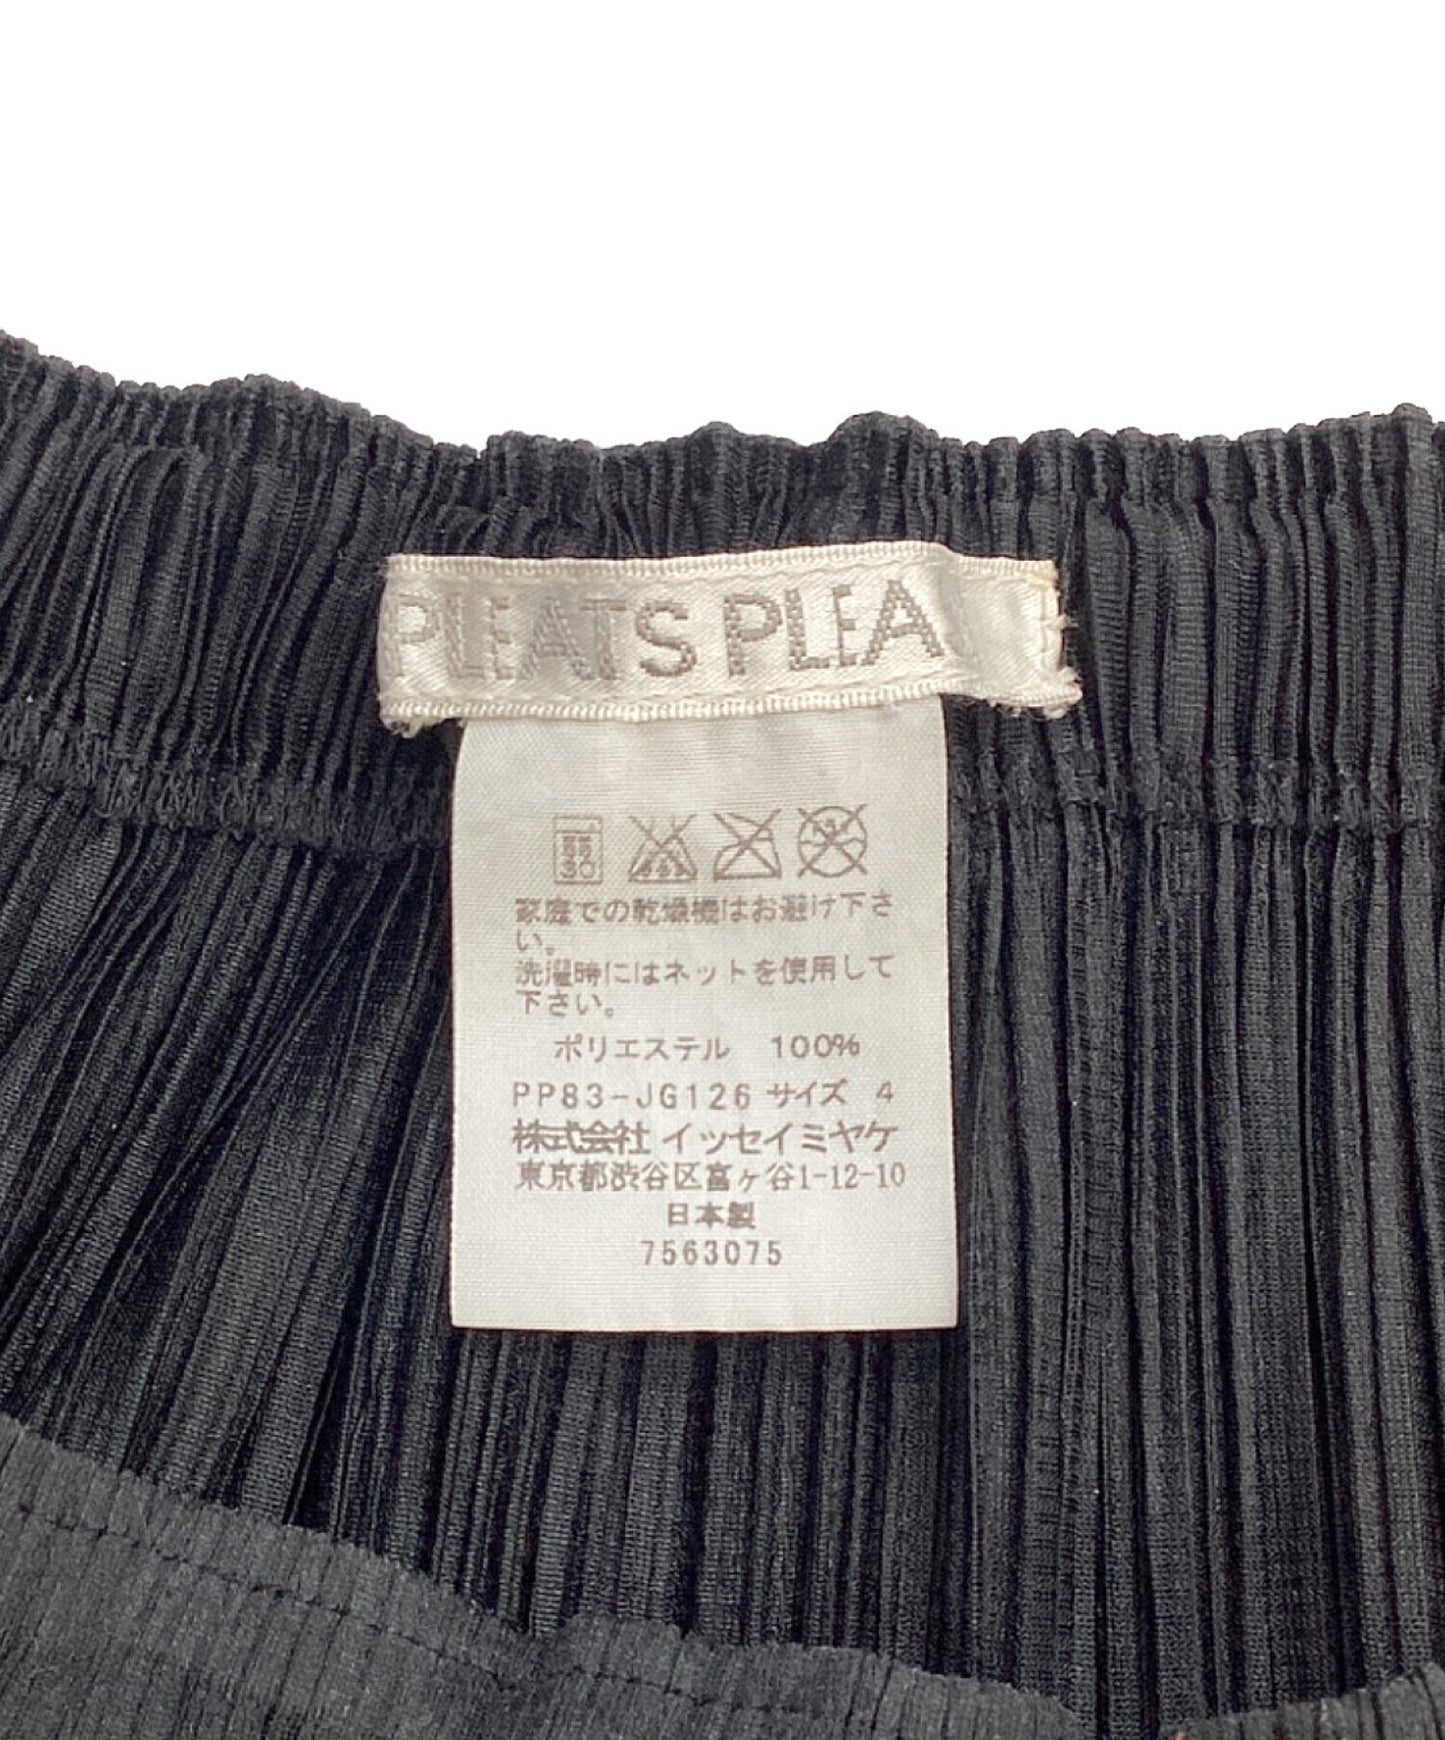 PLEATS PLEA
30
家庭での乾燥機はお避け下さ
い。
洗濯時にはネットを使用して
下さい。
ポリエステル 100%
PP83-JG126 サイズ 4
株式会社 イッセイミヤケ
東京都渋谷区富ヶ谷1-12-10
日本製
7563075